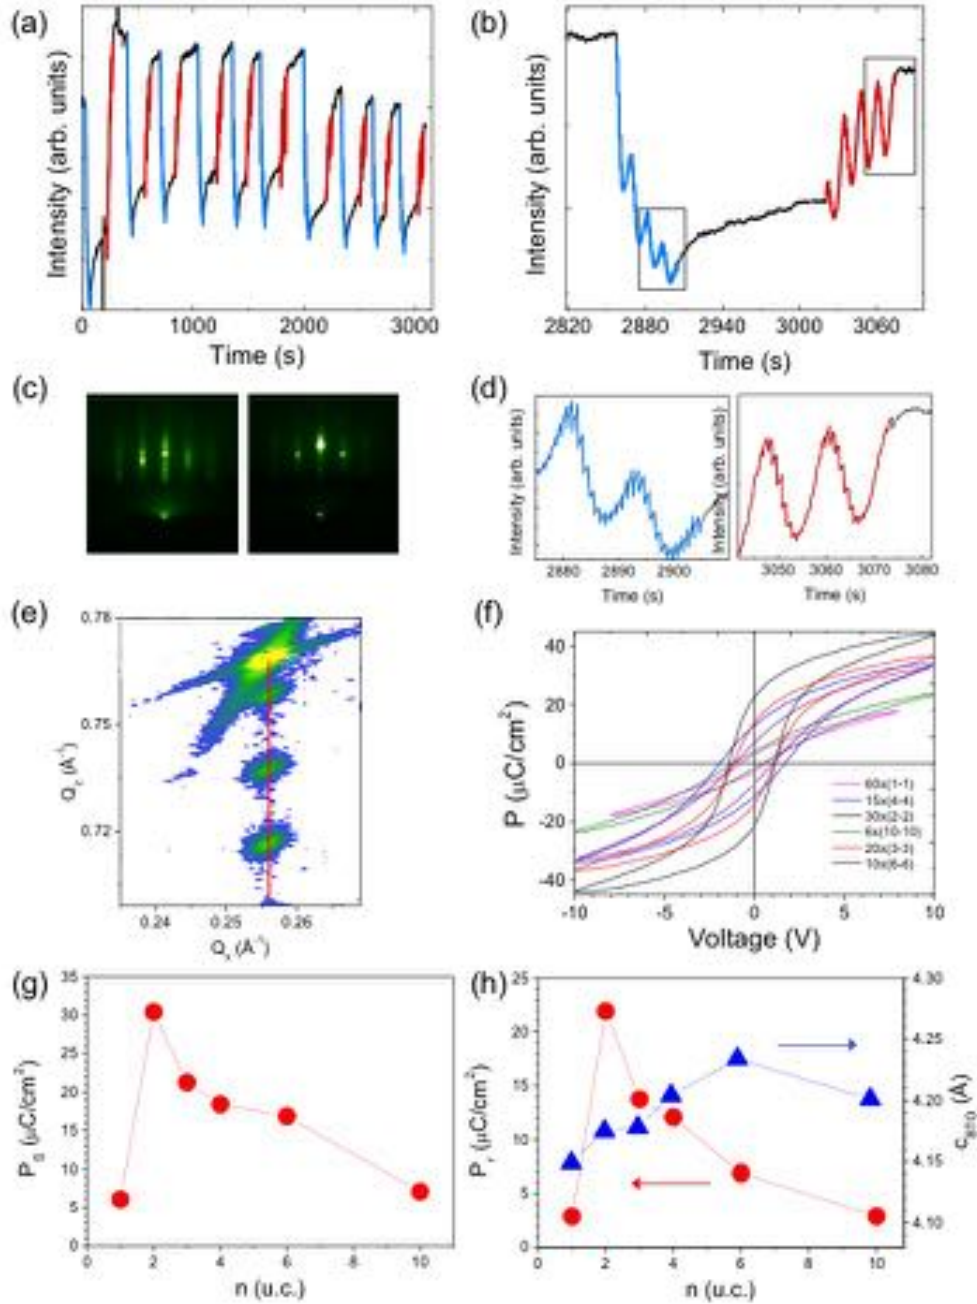 (a)
Intensity (arb. units)
0 1000 2000 3000
Time (s)
(b)
Intensity (arb. units)
2820 2880 2940 3000 3060
Time (s)
(c)
(d)
Intensity (arb. units)
2880 2890 2900
Time (s)
Intensity (arb. units)
3050 3060 3070 3080
Time (s)
(e)
0.78
0.75
0.72
Qz (Å-1)
0.24 0.25 0.26
Qx (Å-1)
(f)
P (μC/cm2)
40
20
0
-20
-40
60x(1-1)
15x(4-4)
30x(2-2)
6x(10-10)
20x(3-3)
10x(6-6)
-10 -5 0 5 10
Voltage (V)
(g)
PS (μC/cm2)
35
30
25
20
15
10
5
0
0 2 4 6 8 10
n (u.c.)
(h)
Pr (μC/cm2)
25
20
15
10
5
0
4.30
4.25
4.20
4.15
4.10
cBTO (Å)
0 2 4 6 8 10
n (u.c.)